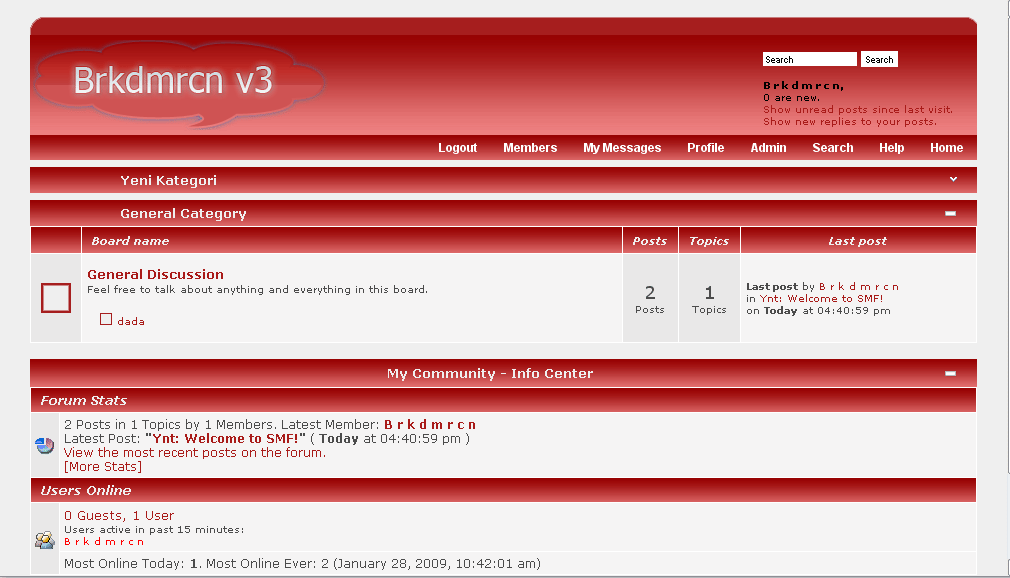 Brkdmrcn v3
Search Search
B r k d m r c n,
0 are new.
Show unread posts since last visit.
Show new replies to your posts.
Logout Members My Messages Profile Admin Search Help Home
Yeni Kategori
General Category
Board name Posts Topics Last post
General Discussion
Feel free to talk about anything and everything in this board.
dada
2
Posts
1
Topics
Last post by B r k d m r c n
in Ynt: Welcome to SMF!
on Today at 04:40:59 pm
My Community - Info Center
Forum Stats
2 Posts in 1 Topics by 1 Members. Latest Member: B r k d m r c n
Latest Post: "Ynt: Welcome to SMF!" ( Today at 04:40:59 pm )
View the most recent posts on the forum.
[More Stats]
Users Online
0 Guests, 1 User
Users active in past 15 minutes:
B r k d m r c n
Most Online Today: 1. Most Online Ever: 2 (January 28, 2009, 10:42:01 am)